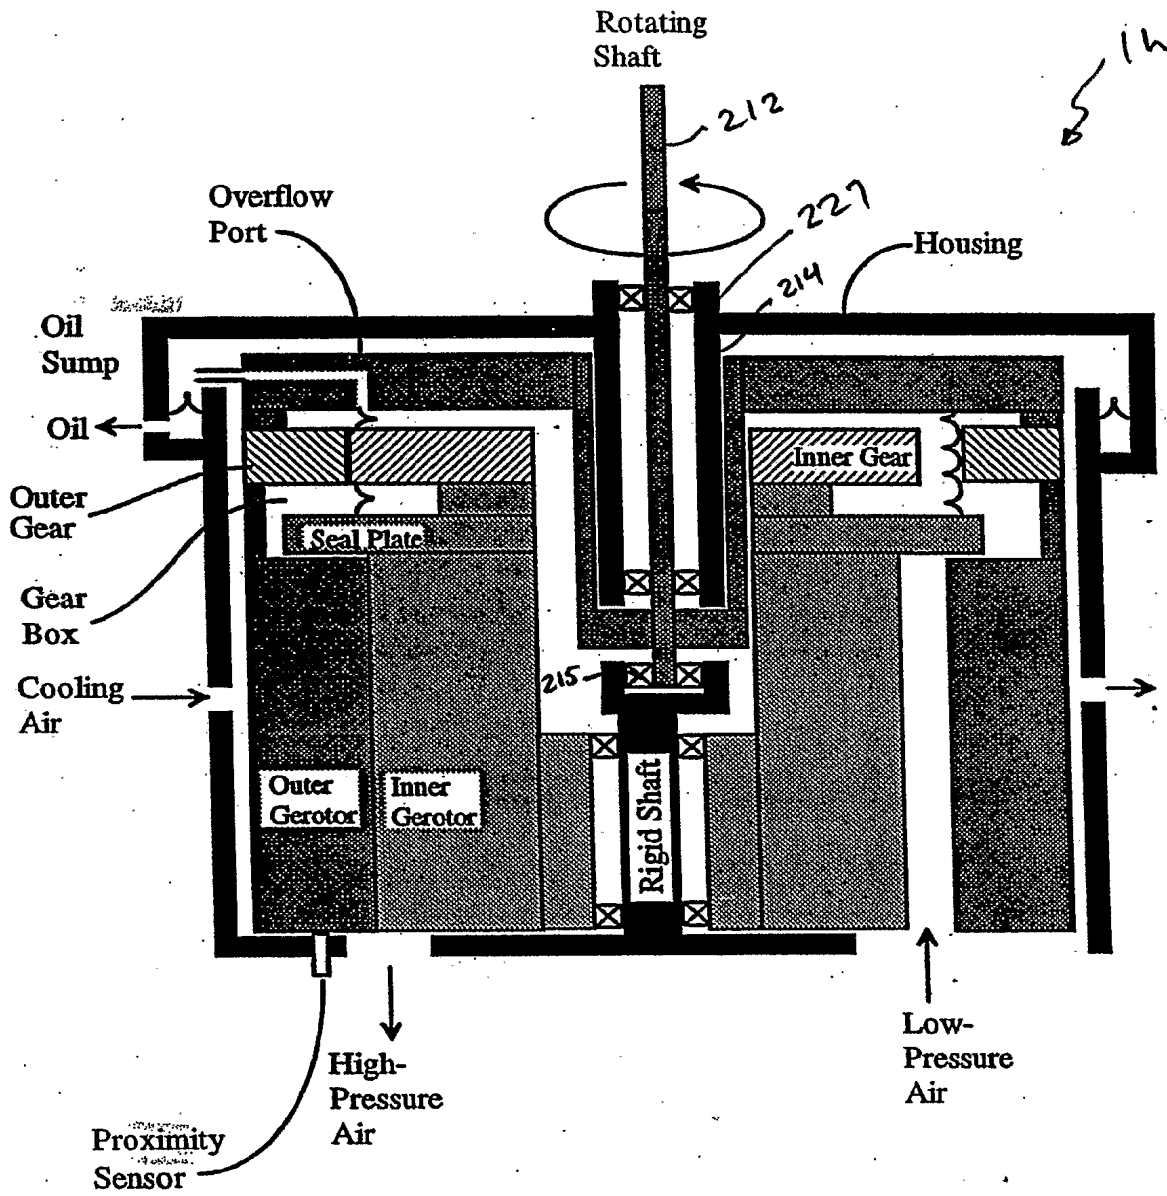 Rotating
Shaft
1h
212
Overflow
Port
227
Housing
214
Oil
Sump
Oil
Inner Gear
Outer
Gear
Seal Plate
Gear
Box
215
Cooling
Air
Outer
Gerotor
Inner
Gerotor
Rigid Shaft
Low-
Pressure
Air
High-
Pressure
Air
Proximity
Sensor